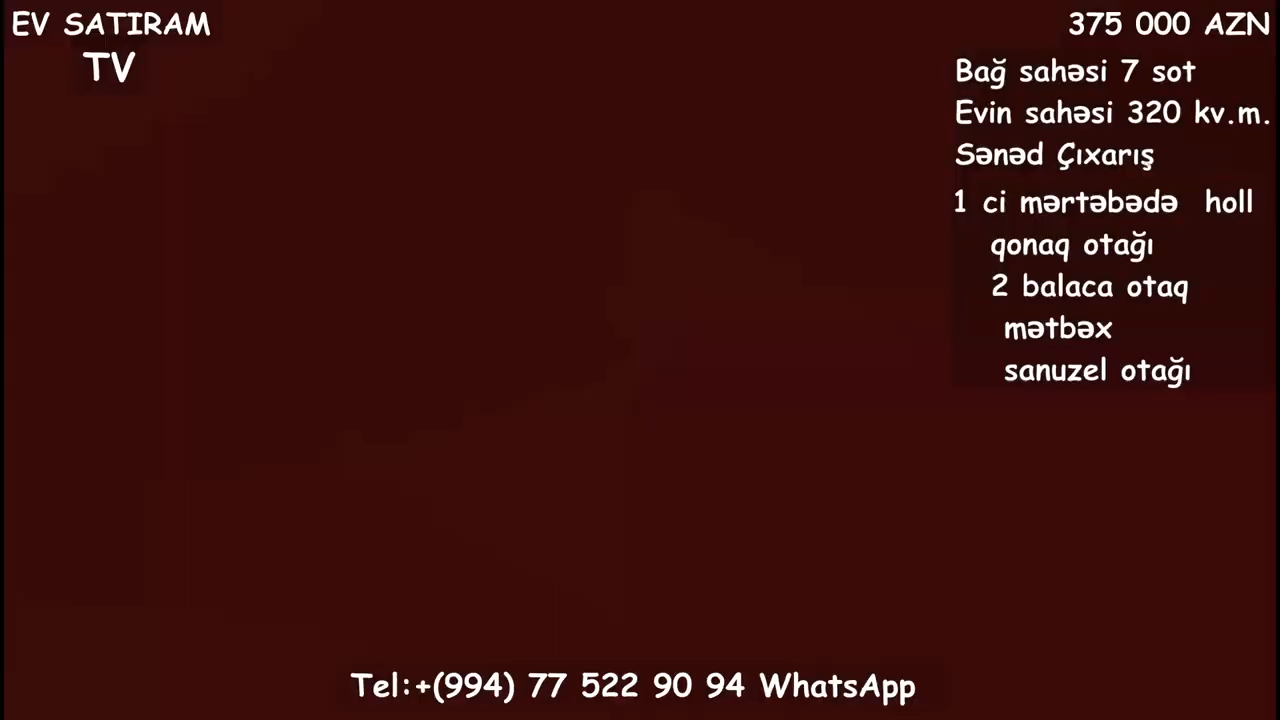 EV SATIRAM
TV
375 000 AZN
Bağ sahəsi 7 sot
Evin sahəsi 320 kv.m.
Sənəd Çıxarış
1 ci mərtəbədə holl
qonaq otağı
2 balaca otaq
mətbəx
sanuzel otağı
Tel:+(994) 77 522 90 94 WhatsApp